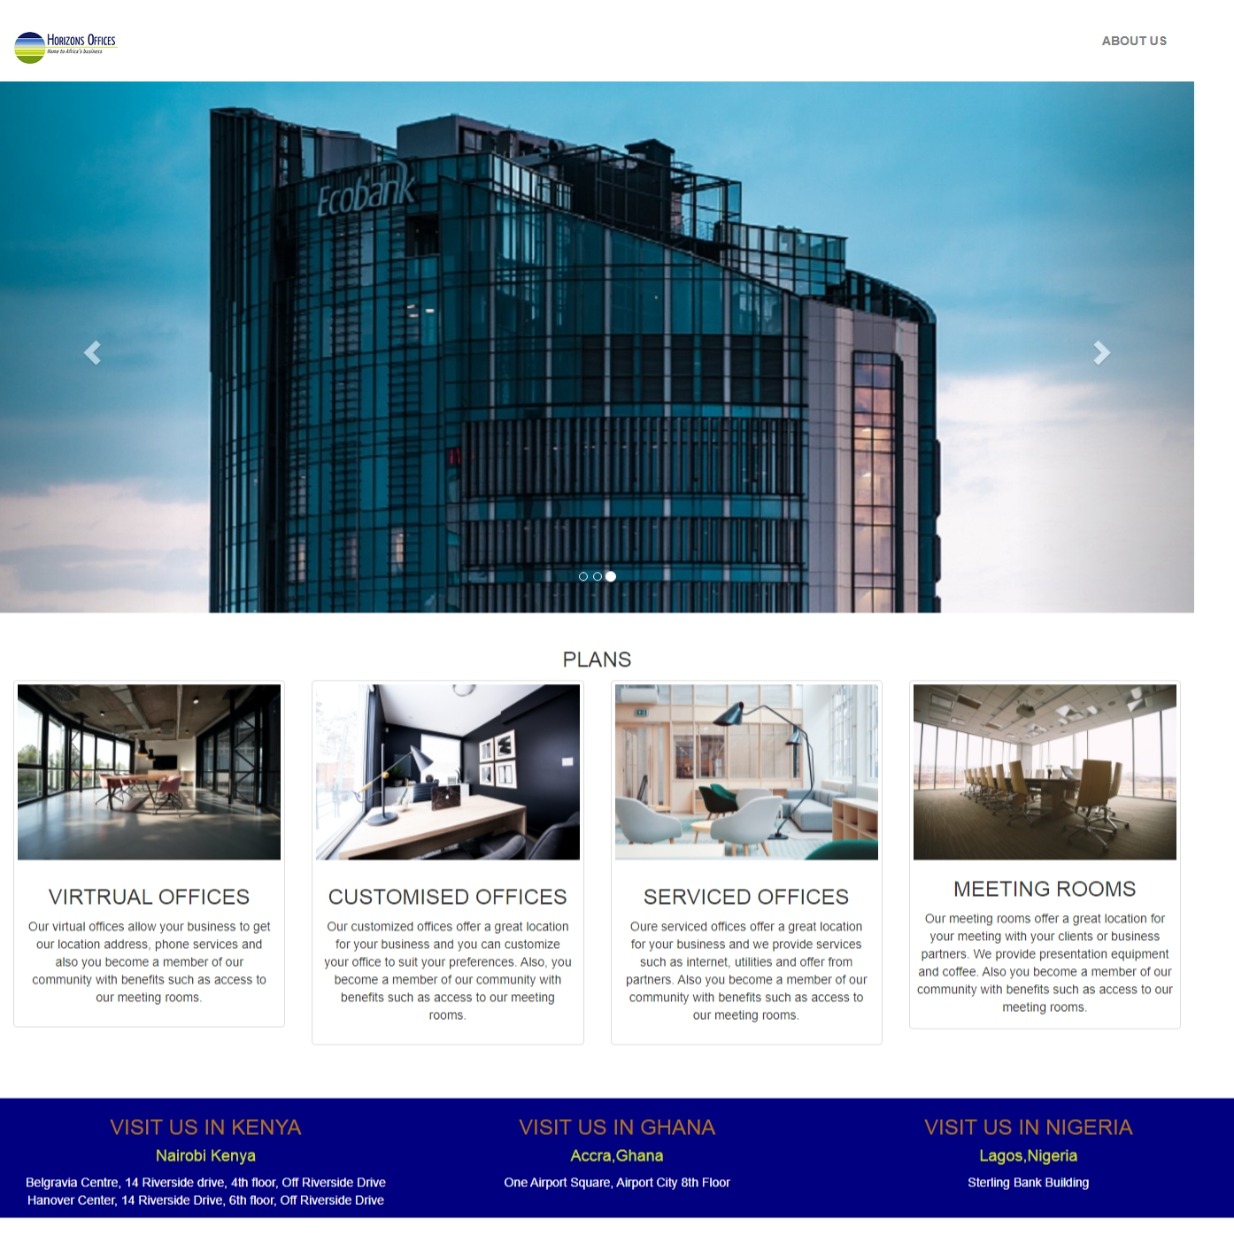 HORIZONS OFFICES
Home to Africa's business
ABOUT US
Ecobank
PLANS
VIRTRUAL OFFICES
Our virtual offices allow your business to get
our location address, phone services and
also you become a member of our
community with benefits such as access to
our meeting rooms.
CUSTOMISED OFFICES
Our customized offices offer a great location
for your business and you can customize
your office to suit your preferences. Also, you
become a member of our community with
benefits such as access to our meeting
rooms.
SERVICED OFFICES
Oure serviced offices offer a great location
for your business and we provide services
such as internet, utilities and offer from
partners. Also you become a member of our
community with benefits such as access to
our meeting rooms.
MEETING ROOMS
Our meeting rooms offer a great location for
your meeting with your clients or business
partners. We provide presentation equipment
and coffee. Also you become a member of our
community with benefits such as access to our
meeting rooms.
VISIT US IN KENYA
Nairobi Kenya
Belgravia Centre, 14 Riverside drive, 4th floor, Off Riverside Drive
Hanover Center, 14 Riverside Drive, 6th floor, Off Riverside Drive
VISIT US IN GHANA
Accra,Ghana
One Airport Square, Airport City 8th Floor
VISIT US IN NIGERIA
Lagos,Nigeria
Sterling Bank Building